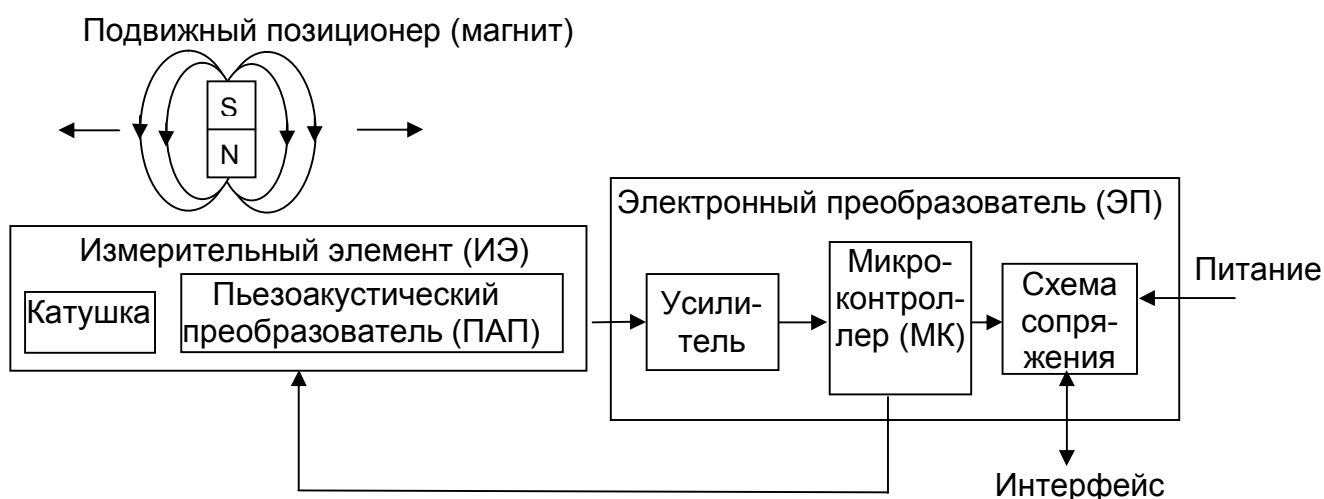 Подвижный позиционер (магнит)
S
N
Электронный преобразователь (ЭП)
Измерительный элемент (ИЭ)
Катушка
Пьезоакустический
преобразователь (ПАП)
Усили-
тель
Микро-
контрол-
лер (МК)
Схема
сопря-
жения
Питание
Интерфейс